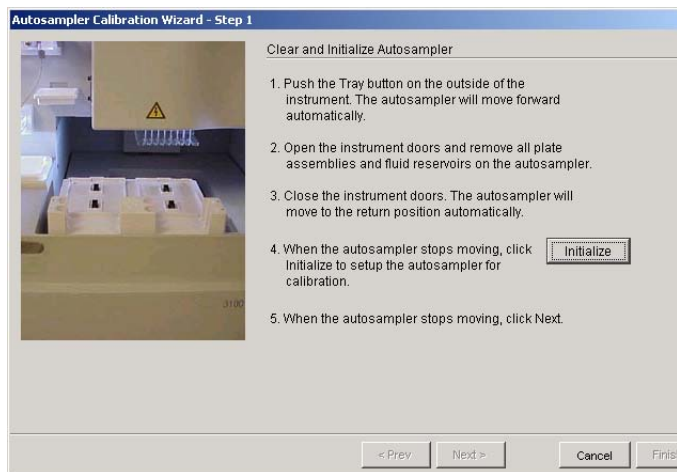 Autosampler Calibration Wizard - Step 1
Clear and Initialize Autosampler
1. Push the Tray button on the outside of the
instrument. The autosampler will move forward
automatically.
2. Open the instrument doors and remove all plate
assemblies and fluid reservoirs on the autosampler.
3. Close the instrument doors. The autosampler will
move to the return position automatically.
4. When the autosampler stops moving, click
Initialize to setup the autosampler for
calibration.
Initialize
5. When the autosampler stops moving, click Next.
3100
< Prev Next > Cancel Finis